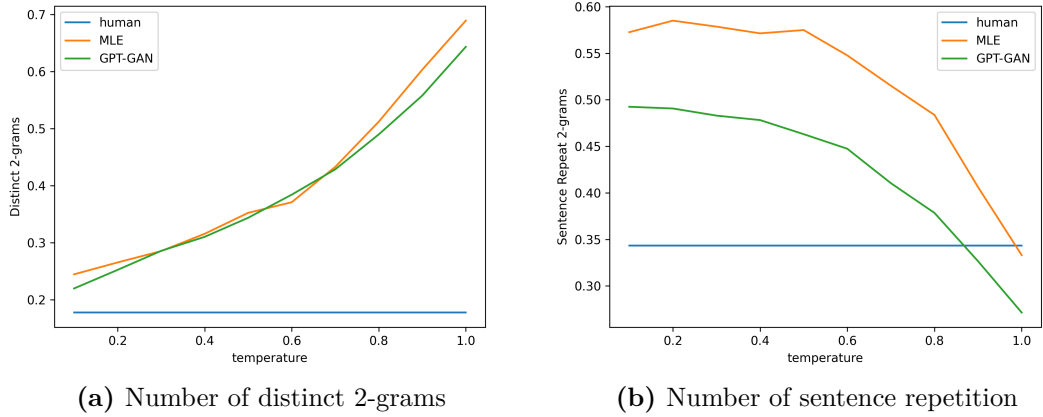 0.7
0.6
0.5
0.4
0.3
0.2
Distinct 2-grams
human
MLE
GPT-GAN
0.2 0.4 0.6 0.8 1.0
temperature
(a) Number of distinct 2-grams
0.60
0.55
0.50
0.45
0.40
0.35
0.30
Sentence Repeat 2-grams
human
MLE
GPT-GAN
0.2 0.4 0.6 0.8 1.0
temperature
(b) Number of sentence repetition